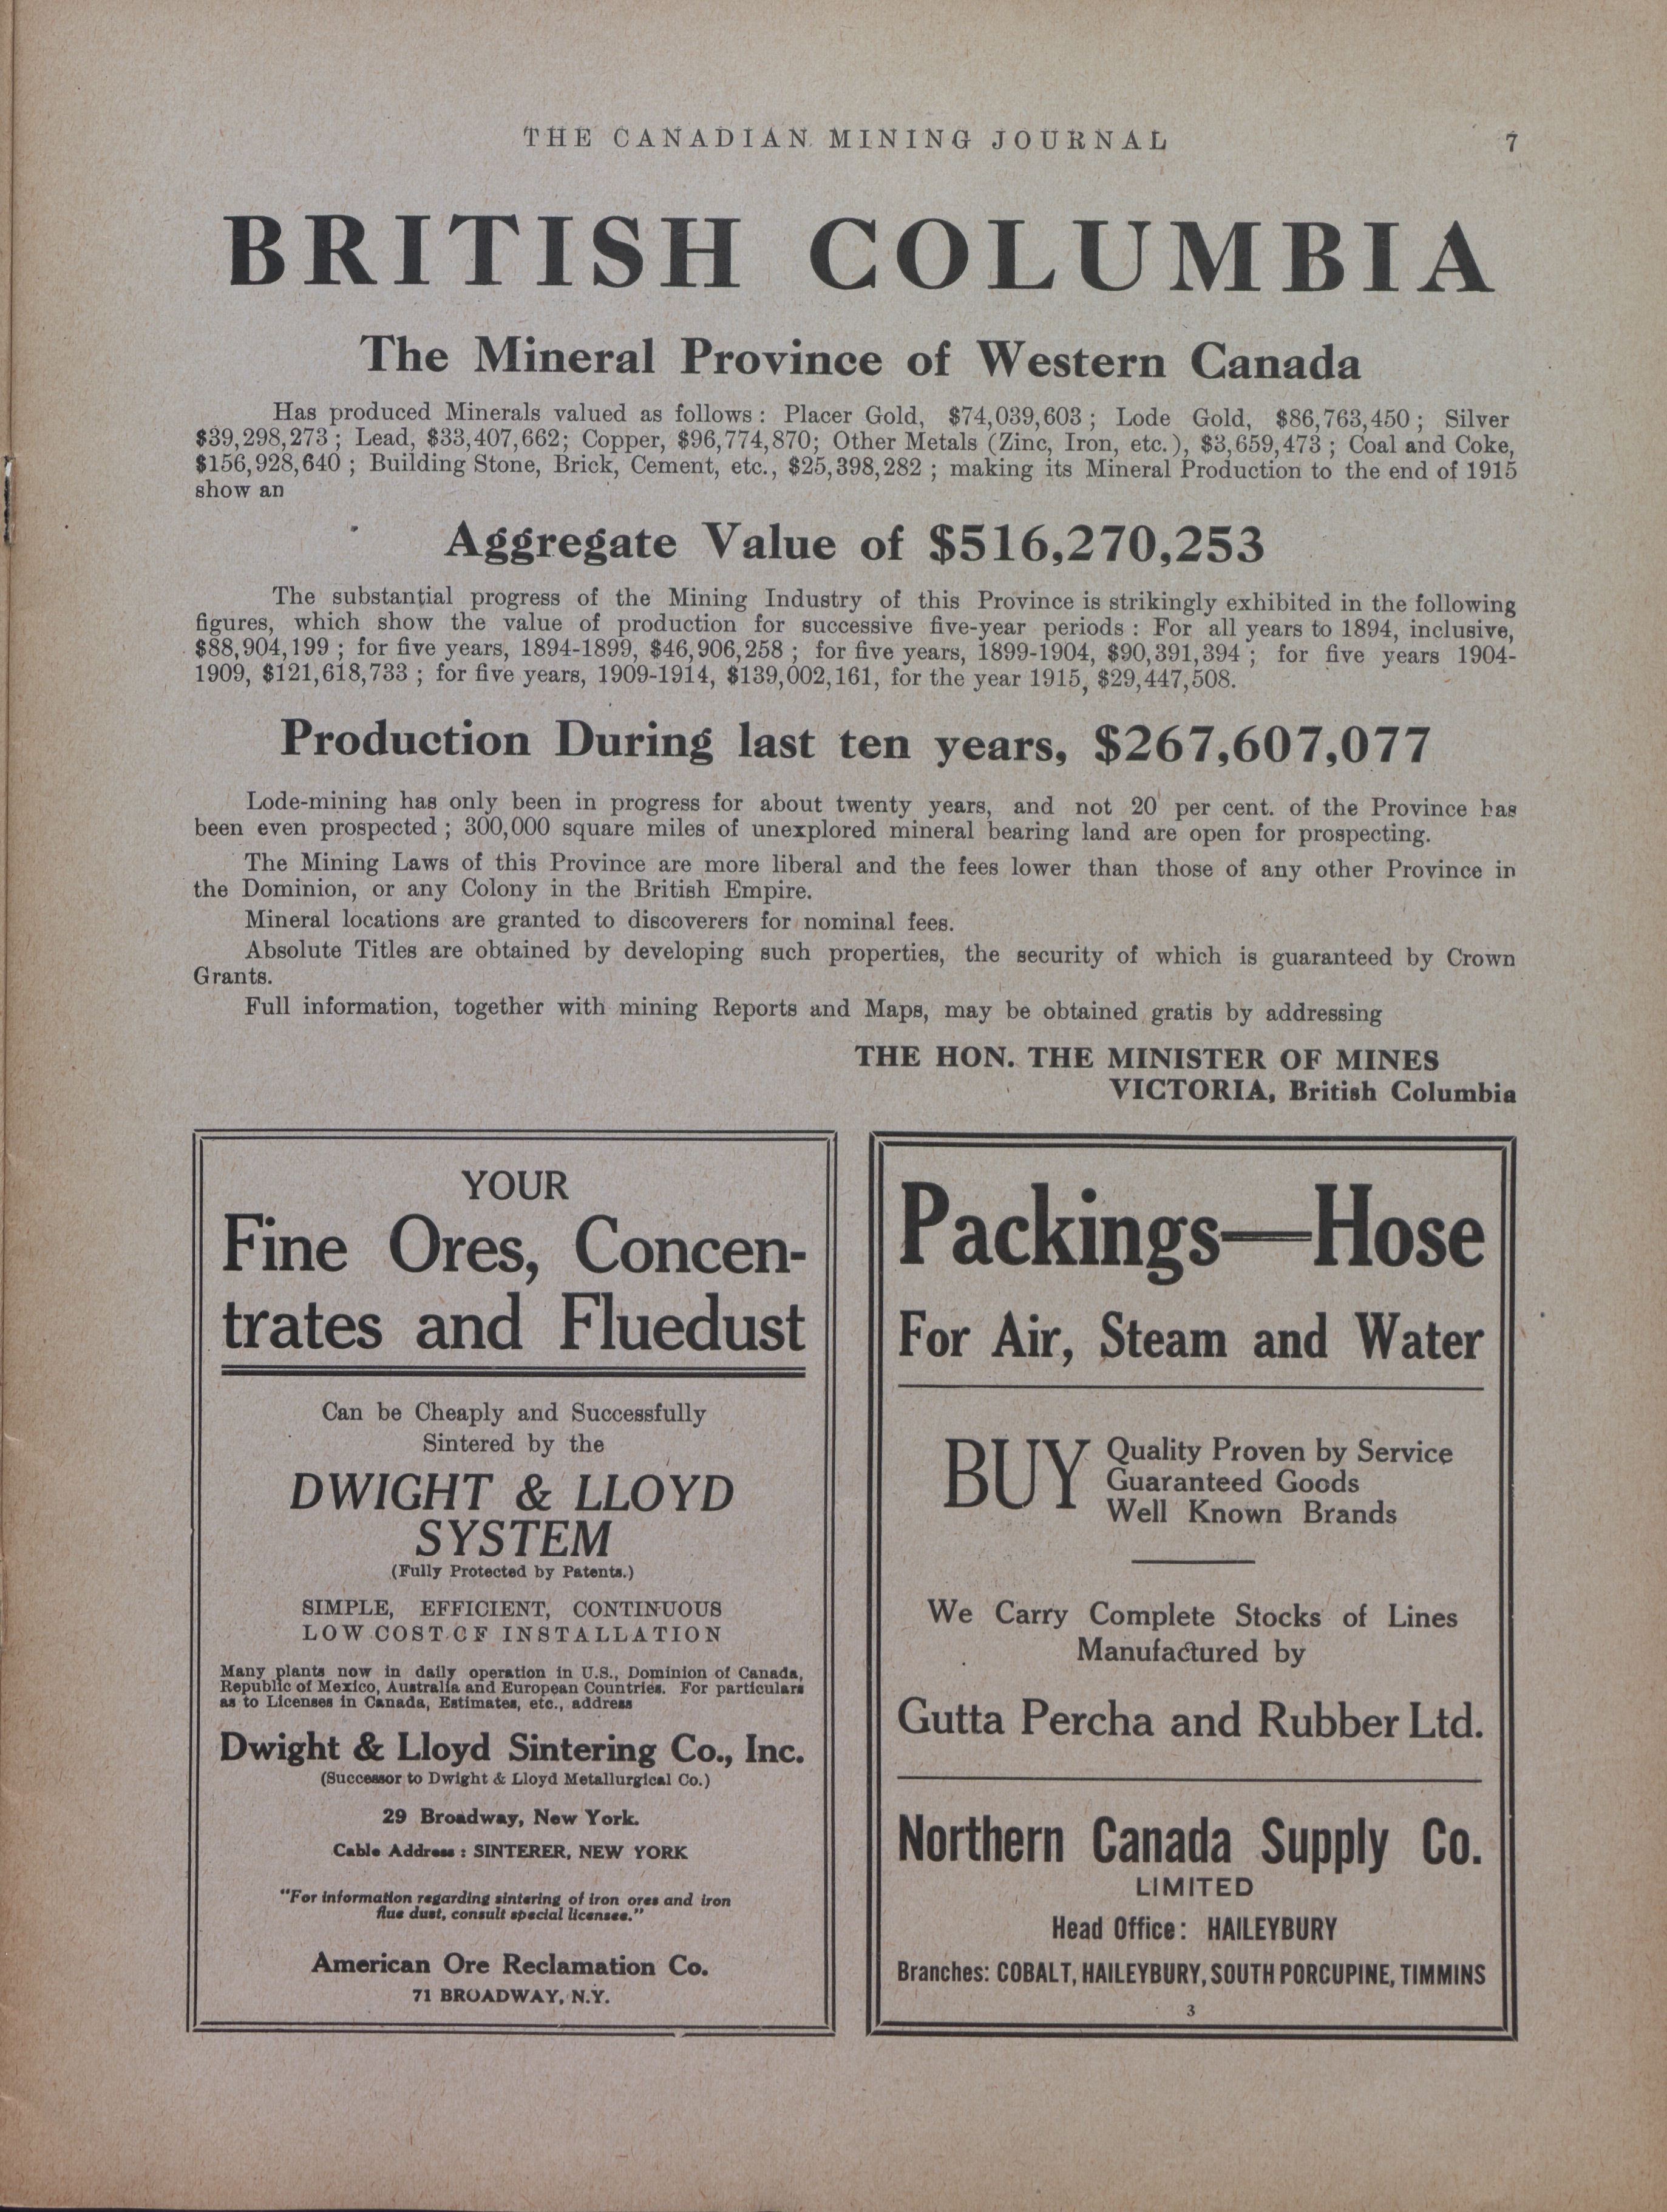 THE CANADIAN MINING JOURNAL 7
BRITISH COLUMBIA
The Mineral Province of Western Canada
Has produced Minerals valued as follows : Placer Gold, $74,039,603 ; Lode Gold, $86,763,450 ; Silver
$39,298,273 ; Lead, $33,407,662; Copper, $96,774,870; Other Metals (Zinc, Iron, etc.), $3,659,473 ; Coal and Coke,
$156,928,640 ; Building Stone, Brick, Cement, etc., $25,398,282 ; making its Mineral Production to the end of 1915
show an
Aggregate Value of $516,270,253
The substantial progress of the Mining Industry of this Province is strikingly exhibited in the following
figures, which show the value of production for successive five-year periods : For all years to 1894, inclusive,
$88,904,199 ; for five years, 1894-1899, $46,906,258 ; for five years, 1899-1904, $90,391,394 ; for five years 1904-
1909, $121,618,733 ; for five years, 1909-1914, $139,002,161, for the year 1915, $29,447,508.
Production During last ten years, $267,607,077
Lode-mining has only been in progress for about twenty years, and not 20 per cent. of the Province has
been even prospected ; 300,000 square miles of unexplored mineral bearing land are open for prospecting.
The Mining Laws of this Province are more liberal and the fees lower than those of any other Province in
the Dominion, or any Colony in the British Empire.
Mineral locations are granted to discoverers for nominal fees.
Absolute Titles are obtained by developing such properties, the security of which is guaranteed by Crown
Grants.
Full information, together with mining Reports and Maps, may be obtained gratis by addressing
THE HON. THE MINISTER OF MINES
VICTORIA, British Columbia
YOUR
Fine Ores, Concen-
trates and Fluedust
Can be Cheaply and Successfully
Sintered by the
DWIGHT & LLOYD
SYSTEM
(Fully Protected by Patents.)
SIMPLE, EFFICIENT, CONTINUOUS
LOW COST OF INSTALLATION
Many plants now in daily operation in U.S., Dominion of Canada,
Republic of Mexico, Australia and European Countries. For particulars
as to Licenses in Canada, Estimates, etc., address
Dwight & Lloyd Sintering Co., Inc.
(Successor to Dwight & Lloyd Metallurgical Co.)
29 Broadway, New York.
Cable Address : SINTERER, NEW YORK
"For information regarding sintering of iron ores and iron
flue dust, consult special licensee."
American Ore Reclamation Co.
71 BROADWAY, N.Y.
Packings—Hose
For Air, Steam and Water
BUY
Quality Proven by Service
Guaranteed Goods
Well Known Brands
We Carry Complete Stocks of Lines
Manufactured by
Gutta Percha and Rubber Ltd.
Northern Canada Supply Co.
LIMITED
Head Office : HAILEYBURY
Branches: COBALT, HAILEYBURY, SOUTH PORCUPINE, TIMMINS
3